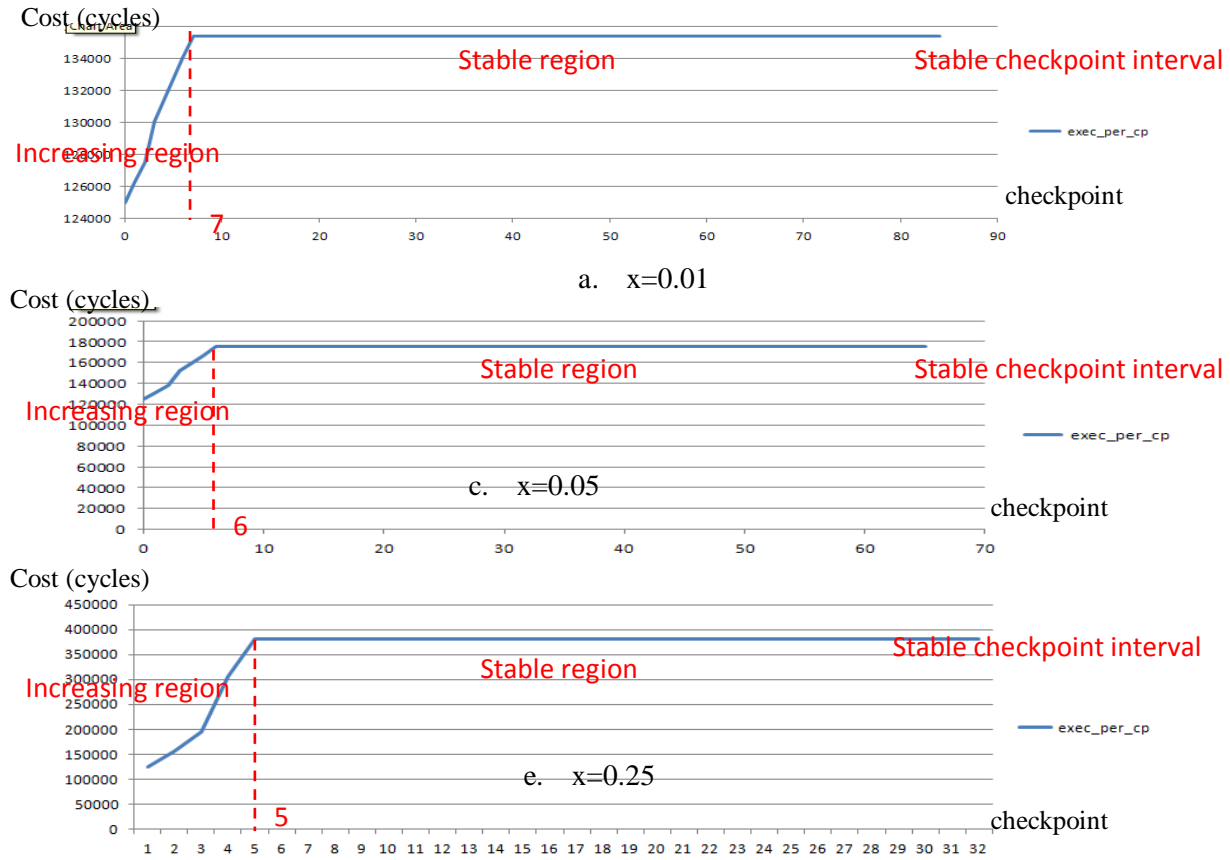 Cost (cycles)
Chart Area
134000
132000
130000
128000
126000
124000
Increasing region
Stable region
Stable checkpoint interval
exec_per_cp
checkpoint
7
0 10 20 30 40 50 60 70 80 90
a. x=0.01
Cost (cycles)
200000
180000
160000
140000
120000
100000
80000
60000
40000
20000
0
Increasing region
Stable region
Stable checkpoint interval
exec_per_cp
c. x=0.05
checkpoint
6
0 10 20 30 40 50 60 70
Cost (cycles)
450000
400000
350000
300000
250000
200000
150000
100000
50000
0
Increasing region
Stable region
Stable checkpoint interval
exec_per_cp
e. x=0.25
checkpoint
5
1 2 3 4 5 6 7 8 9 10 11 12 13 14 15 16 17 18 19 20 21 22 23 24 25 26 27 28 29 30 31 32